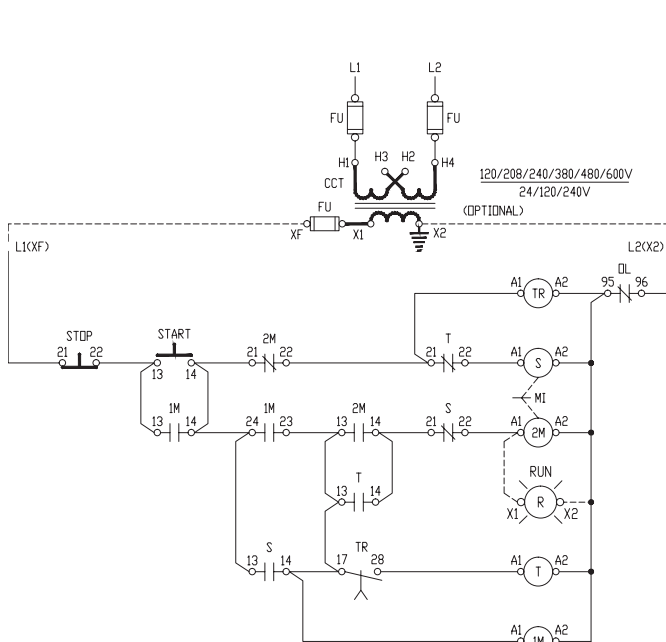 L1 L2
FU FU
H1 H3 H2 H4
CCT
120/208/240/380/480/600V
24/120/240V
(OPTIONAL)
FU
XF X1 X2
L1(XF) L2(X2)
OL
A1 TR A2 95 96
STOP START 2M T
21 22 13 14 21 22 21 22 A1 S A2
MI
1M 1M 2M S
13 14 24 23 13 14 21 22 A1 2M A2
RUN
T
13 14 X1 R X2
S TR
13 14 17 28 A1 T A2
A1 1M A2